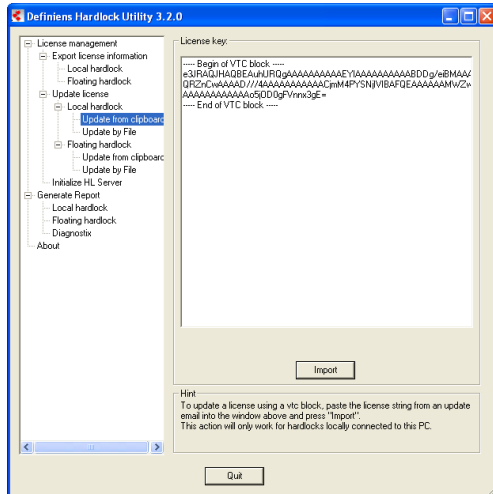 Definiens Hardlock Utility 3.2.0
License management
Export license information
Local hardlock
Floating hardlock
Update license
Local hardlock
Update from clipboard
Update by File
Floating hardlock
Update from clipboard
Update by File
Initialize HL Server
Generate Report
Local hardlock
Floating hardlock
Diagnostix
About
License key:
----- Begin of VTC block -----
----- End of VTC block -----
Import
Hint
To update a license using a vtc block, paste the license string from an update
email into the window above and press "Import".
This action will only work for hardlocks locally connected to this PC.
Quit